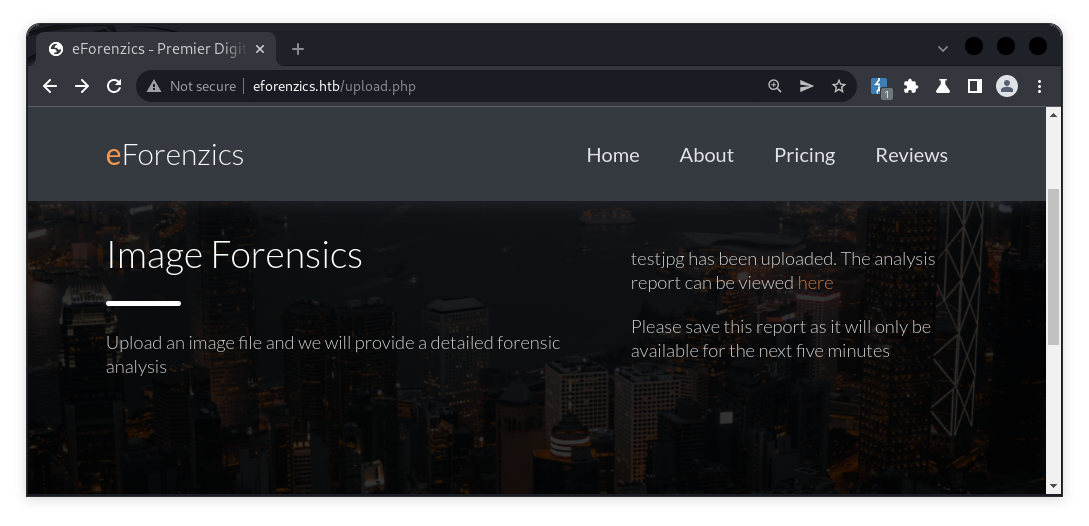 eForenzics - Premier Digit
Not secure
eforenzics.htb/upload.php
1
eForenzics
Home
About
Pricing
Reviews
Image Forensics
Upload an image file and we will provide a detailed forensic
analysis
testjpg has been uploaded. The analysis
report can be viewed here
Please save this report as it will only be
available for the next five minutes